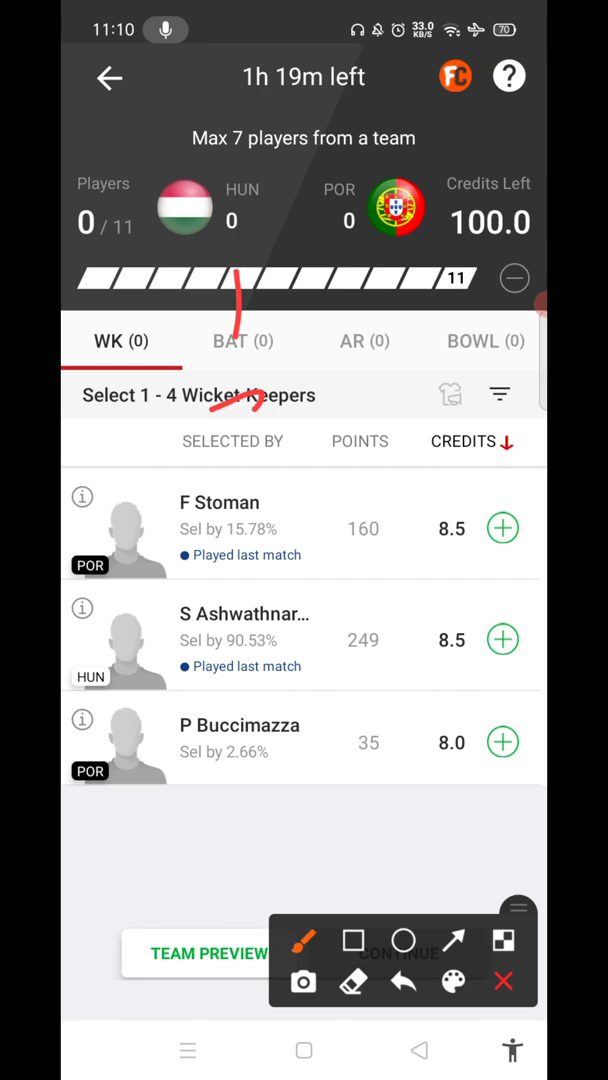 11:10 33.0 KB/S 70
1h 19m left FC ?
Max 7 players from a team
Players HUN POR Credits Left
0 / 11 0 0 100.0
11
WK (0) BAT (0) AR (0) BOWL (0)
Select 1 - 4 Wicket Keepers
SELECTED BY POINTS CREDITS
F Stoman
Sel by 15.78% 160 8.5
Played last match
POR
S Ashwathnar...
Sel by 90.53% 249 8.5
Played last match
HUN
P Buccimazza
Sel by 2.66% 35 8.0
POR
TEAM PREVIEW CONTINUE